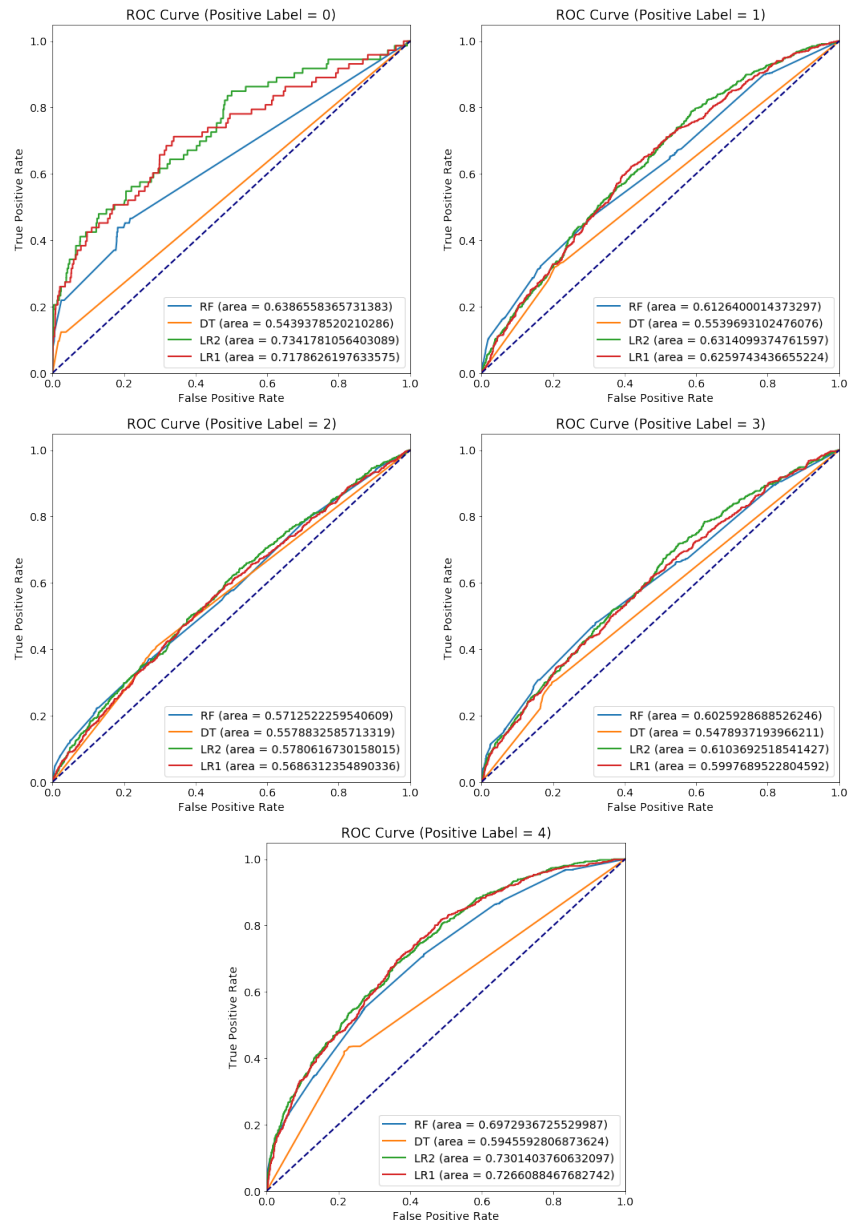 ROC Curve (Positive Label = 0)
True Positive Rate
1.0
0.8
0.6
0.4
0.2
0.0
RF (area = 0.6386558365731383)
DT (area = 0.5439378520210286)
LR2 (area = 0.7341781056403089)
LR1 (area = 0.7178626197633575)
0.0 0.2 0.4 0.6 0.8 1.0
False Positive Rate
ROC Curve (Positive Label = 1)
True Positive Rate
1.0
0.8
0.6
0.4
0.2
0.0
RF (area = 0.6126400014373297)
DT (area = 0.5539693102476076)
LR2 (area = 0.6314099374761597)
LR1 (area = 0.6259743436655224)
0.0 0.2 0.4 0.6 0.8 1.0
False Positive Rate
ROC Curve (Positive Label = 2)
True Positive Rate
1.0
0.8
0.6
0.4
0.2
0.0
RF (area = 0.5712522259540609)
DT (area = 0.5578832585713319)
LR2 (area = 0.5780616730158015)
LR1 (area = 0.5686312354890336)
0.0 0.2 0.4 0.6 0.8 1.0
False Positive Rate
ROC Curve (Positive Label = 3)
True Positive Rate
1.0
0.8
0.6
0.4
0.2
0.0
RF (area = 0.6025928688526246)
DT (area = 0.5478937193966211)
LR2 (area = 0.6103692518541427)
LR1 (area = 0.5997689522804592)
0.0 0.2 0.4 0.6 0.8 1.0
False Positive Rate
ROC Curve (Positive Label = 4)
True Positive Rate
1.0
0.8
0.6
0.4
0.2
0.0
RF (area = 0.6972936725529987)
DT (area = 0.5945592806873624)
LR2 (area = 0.7301403760632097)
LR1 (area = 0.7266088467682742)
0.0 0.2 0.4 0.6 0.8 1.0
False Positive Rate